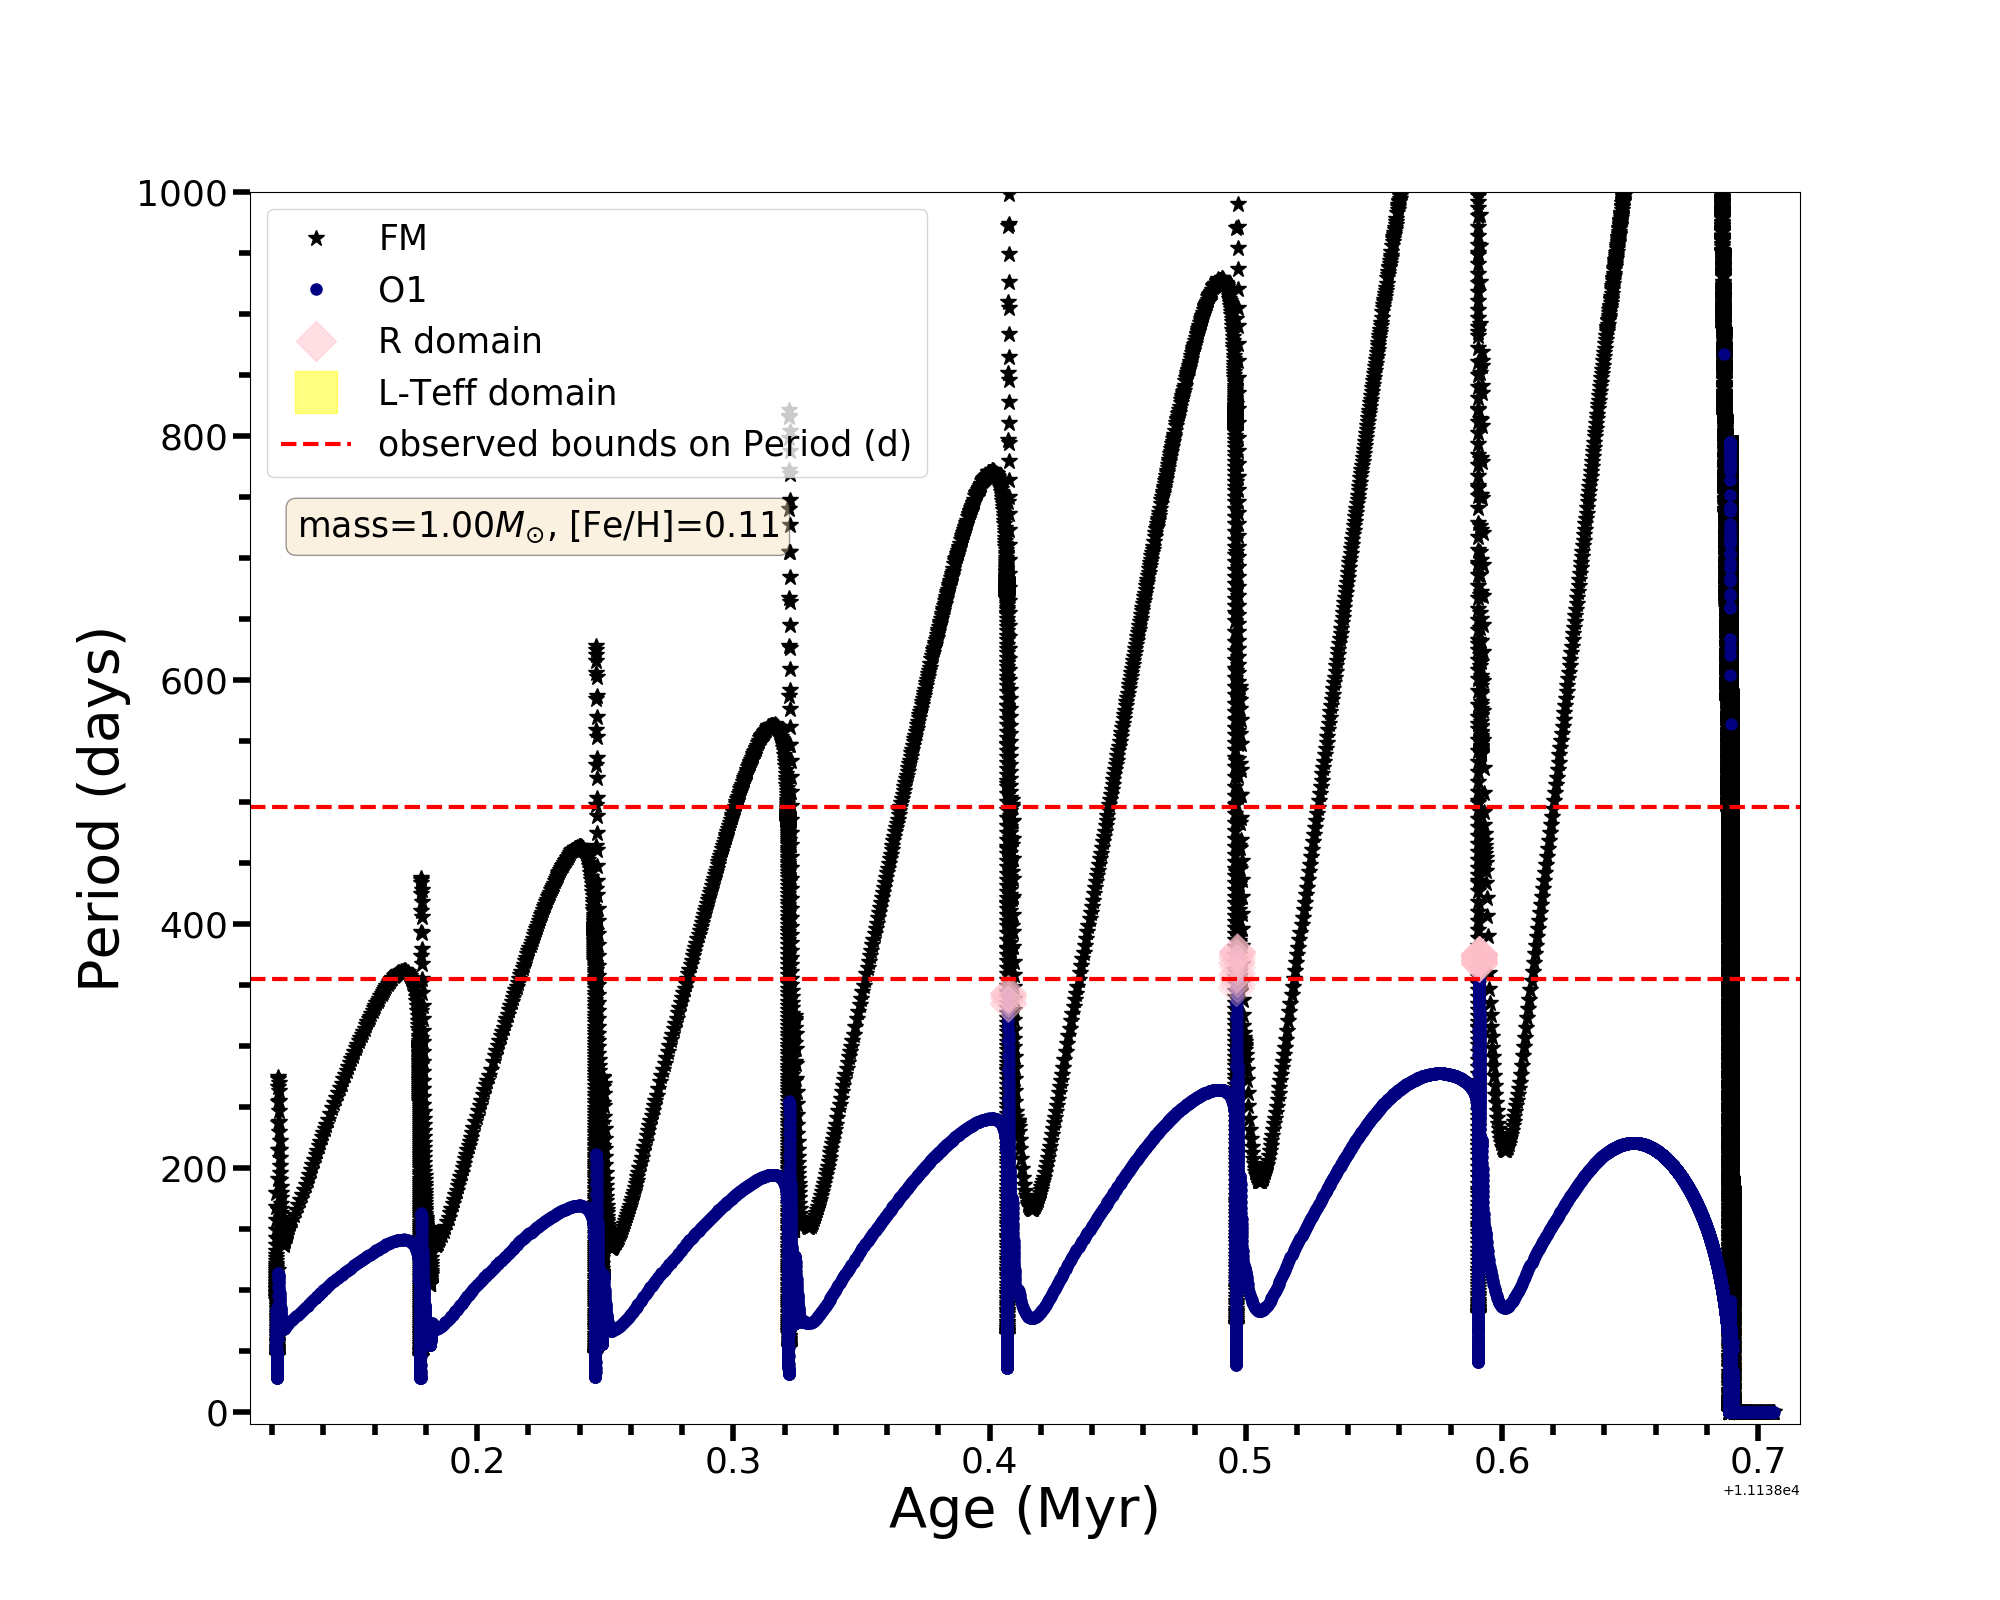 FM
O1
R domain
L-Teff domain
observed bounds on Period (d)
mass=1.00M☉, [Fe/H]=0.11
Period (days)
1000
800
600
400
200
0
0.2 0.3 0.4 0.5 0.6 0.7
+1.1138e4
Age (Myr)